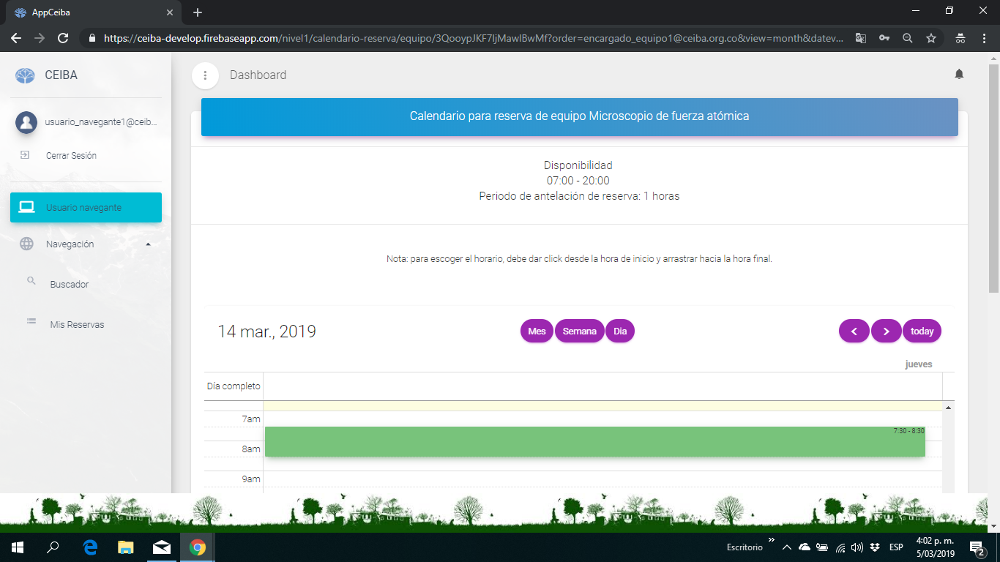 AppCeiba
https://ceiba-develop.firebaseapp.com/nivel1/calendario-reserva/equipo/3QooypJKF7IjMawlBwMf?order=encargado_equipo1@ceiba.org.co&view=month&datev...
CEIBA
usuario_navegante1@ceib...
Cerrar Sesión
Usuario navegante
Navegación
Buscador
Mis Reservas
Dashboard
Calendario para reserva de equipo Microscopio de fuerza atómica
Disponibilidad
07:00 - 20:00
Periodo de antelación de reserva: 1 horas
Nota: para escoger el horario, debe dar click desde la hora de inicio y arrastrar hacia la hora final.
14 mar., 2019
Mes Semana Dia
today
jueves
Día completo
7am
7:30 - 8:30
8am
9am
Escritorio
ESP
4:02 p. m.
5/03/2019
2